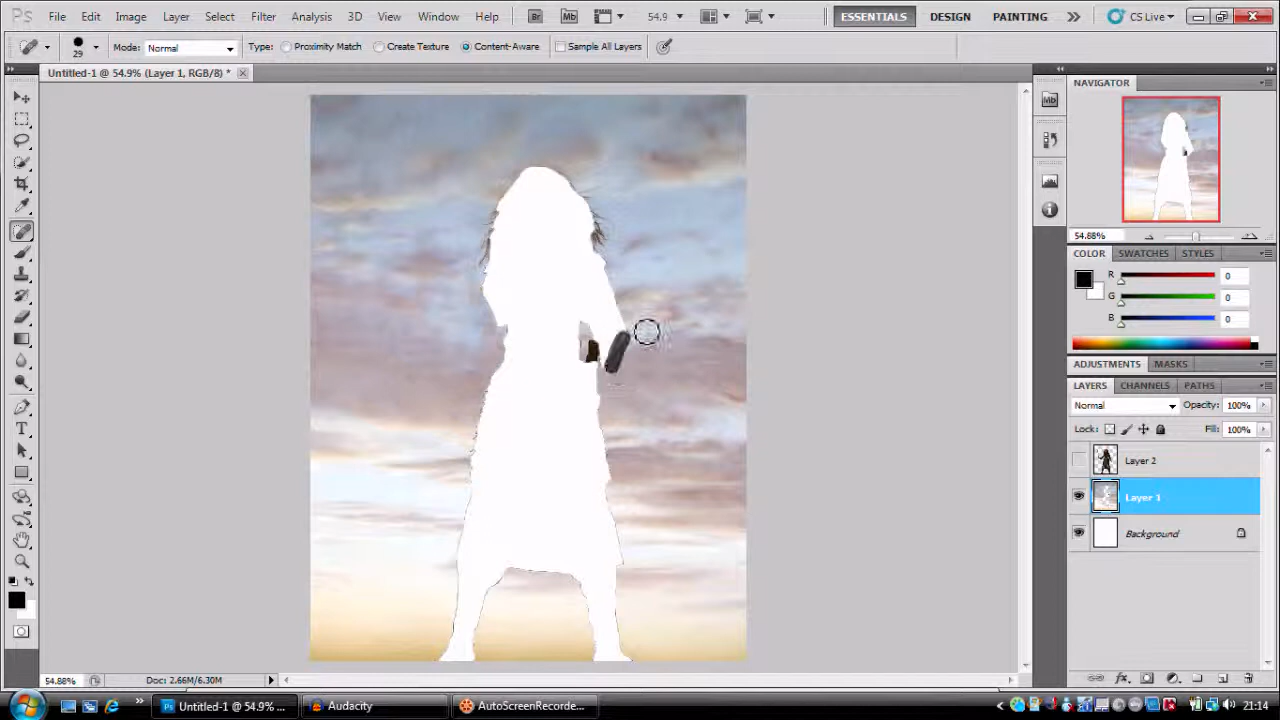 Ps File Edit Image Layer Select Filter Analysis 3D View Window Help Br Mb 54.9 ESSENTIALS DESIGN PAINTING CS Live
29 Mode: Normal Type: Proximity Match Create Texture Content-Aware Sample All Layers
Untitled-1 @ 54.9% (Layer 1, RGB/8) *
Mb
NAVIGATOR
54.88%
COLOR SWATCHES STYLES
R 0
G 0
B 0
ADJUSTMENTS MASKS
LAYERS CHANNELS PATHS
Normal Opacity: 100%
Lock: Fill: 100%
Layer 2
Layer 1
Background
T
54.88% Doc: 2.66M/6.30M
Untitled-1 @ 54.9% ... Audacity AutoScreenRecorde... 21:14